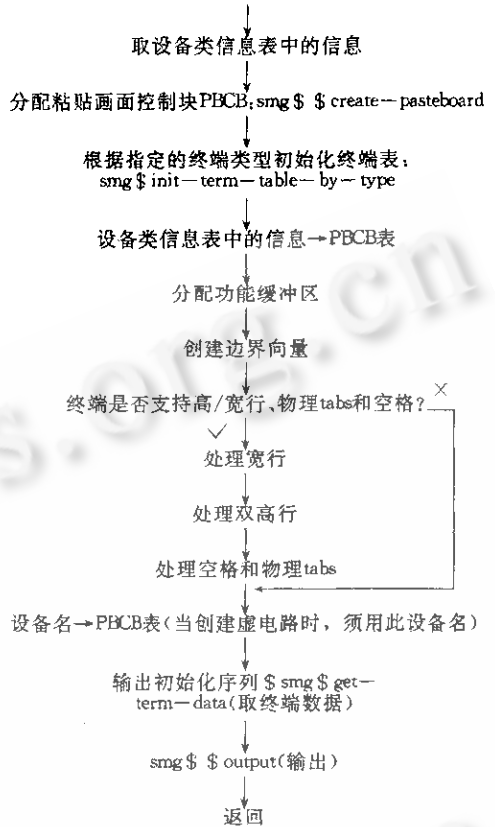 取设备类信息表中的信息
分配粘贴画面控制块PBCB:smg$ $create—pasteboard
根据指定的终端类型初始化终端表:
smg$init—term—table—by—type
设备类信息表中的信息→PBCB表
分配功能缓冲区
创建边界向量
终端是否支持高/宽行、物理tabs和空格?
×
✓
处理宽行
处理双高行
处理空格和物理tabs
设备名→PBCB表(当创建虚电路时，须用此设备名)
输出初始化序列$smg$get—
term—data(取终端数据)
smg$ $output(输出)
返回
s.org.cn